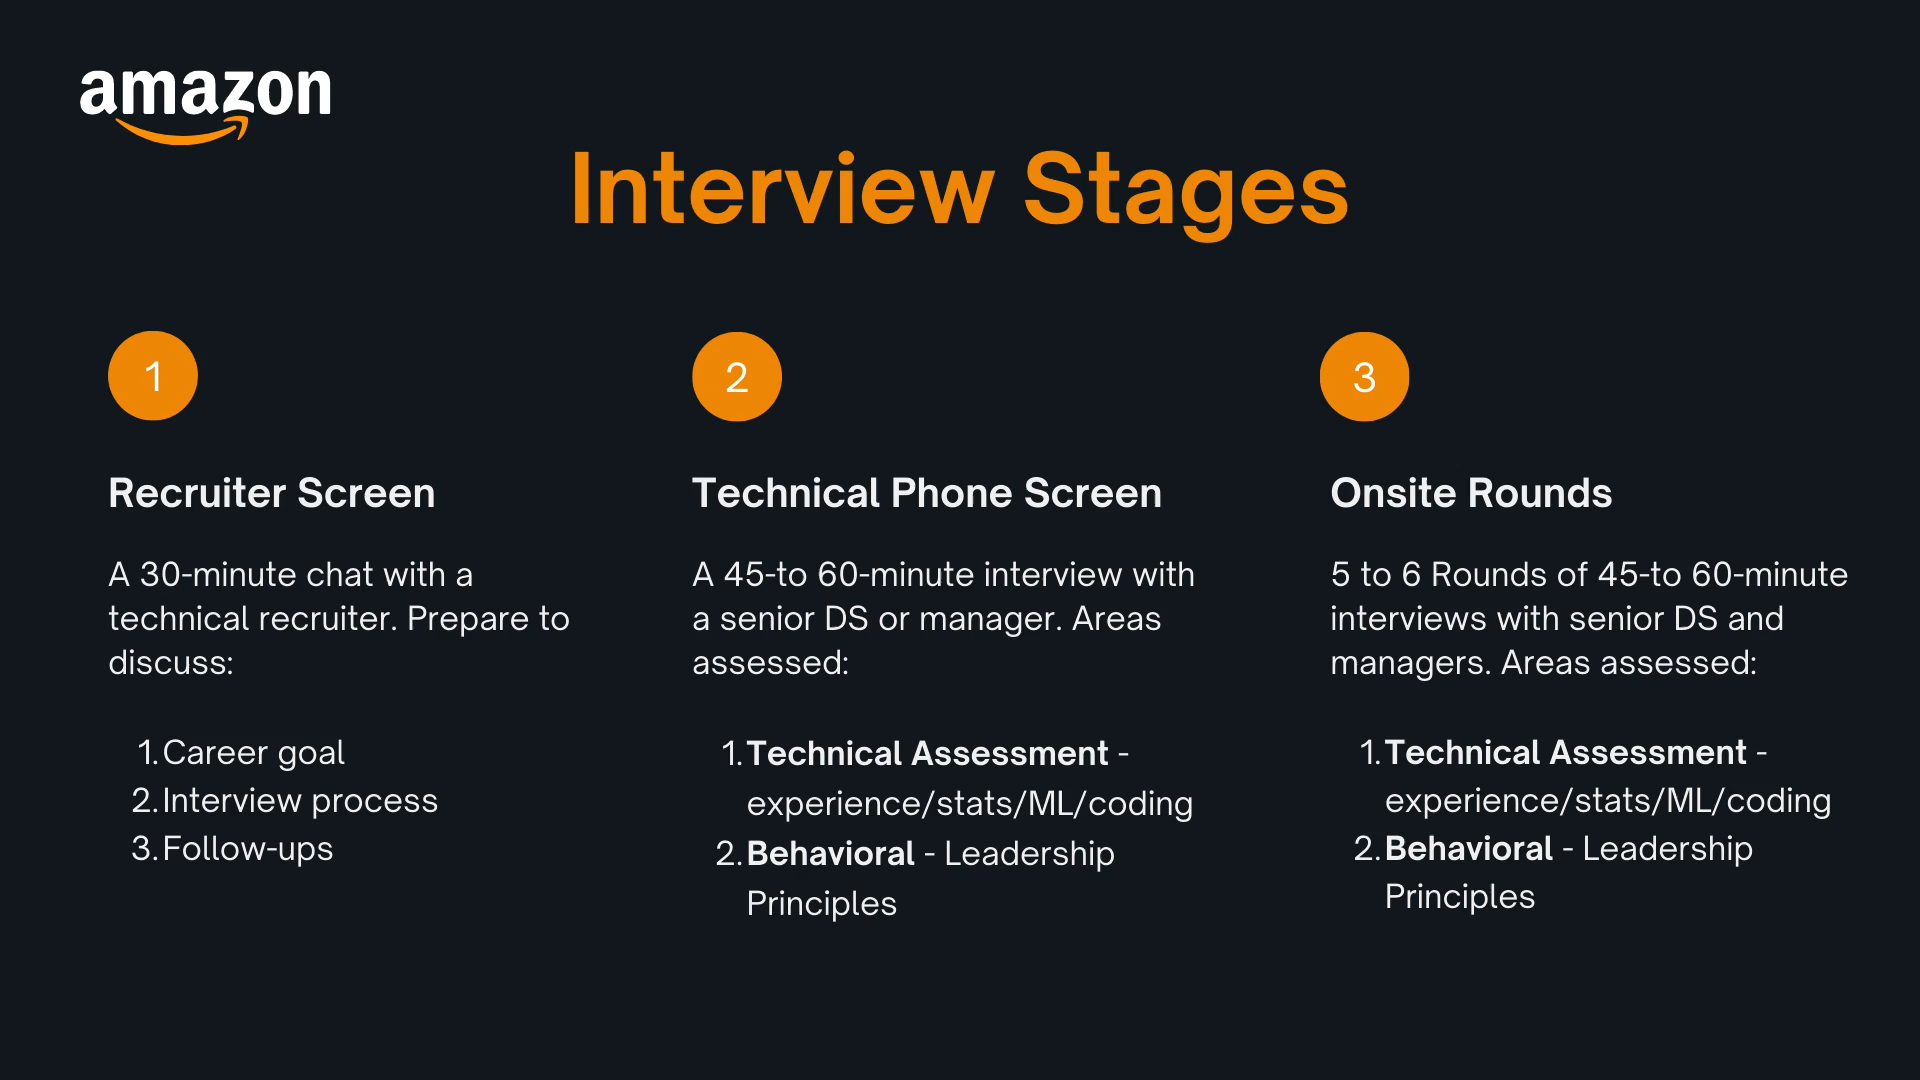 amazon
Interview Stages
1
Recruiter Screen
A 30-minute chat with a
technical recruiter. Prepare to
discuss:
1. Career goal
2. Interview process
3. Follow-ups
2
Technical Phone Screen
A 45-to 60-minute interview with
a senior DS or manager. Areas
assessed:
1. Technical Assessment -
experience/stats/ML/coding
2. Behavioral - Leadership
Principles
3
Onsite Rounds
5 to 6 Rounds of 45-to 60-minute
interviews with senior DS and
managers. Areas assessed:
1. Technical Assessment -
experience/stats/ML/coding
2. Behavioral - Leadership
Principles